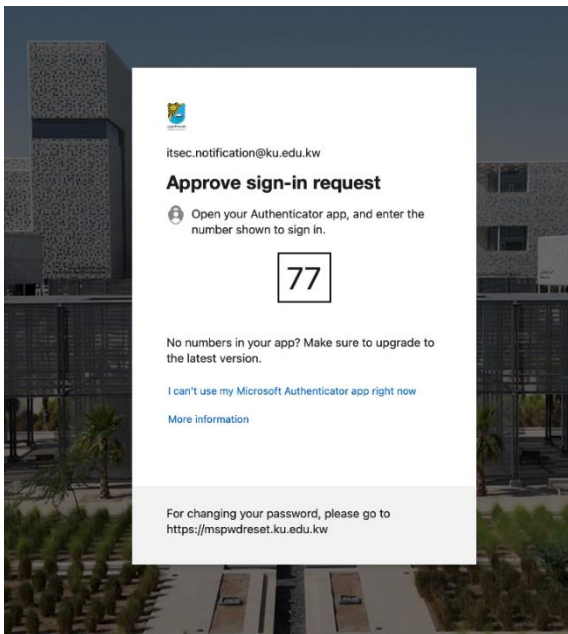 itsec.notification@ku.edu.kw
Approve sign-in request
Open your Authenticator app, and enter the
number shown to sign in.
77
No numbers in your app? Make sure to upgrade to
the latest version.
I can't use my Microsoft Authenticator app right now
More information
For changing your password, please go to
https://mspwdreset.ku.edu.kw